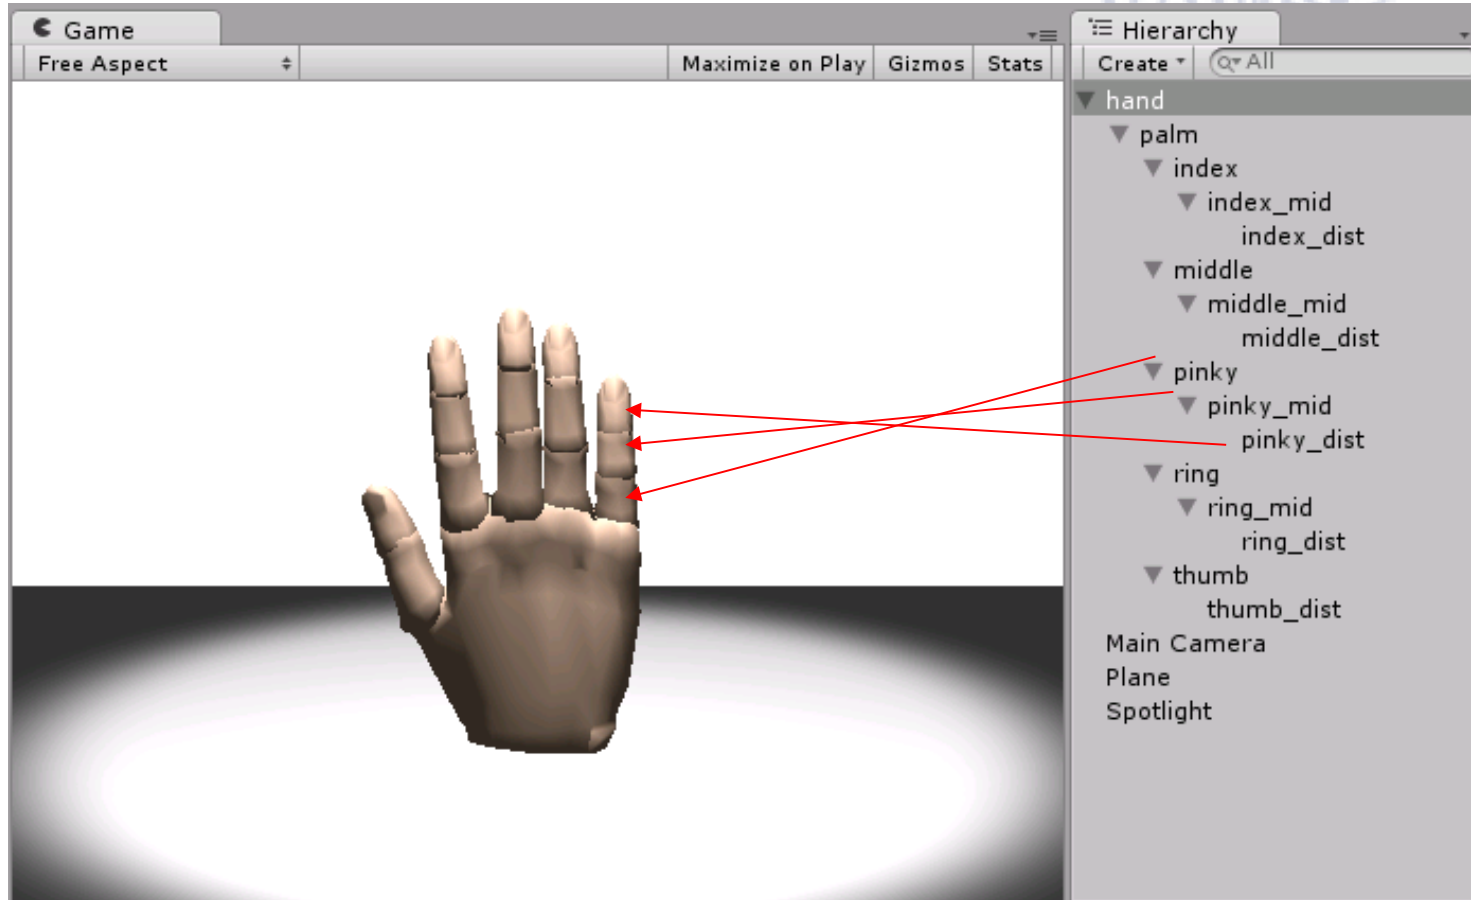 Game
Free Aspect
Maximize on Play Gizmos Stats
Hierarchy
Create All
hand
palm
index
index_mid
index_dist
middle
middle_mid
middle_dist
pinky
pinky_mid
pinky_dist
ring
ring_mid
ring_dist
thumb
thumb_dist
Main Camera
Plane
Spotlight